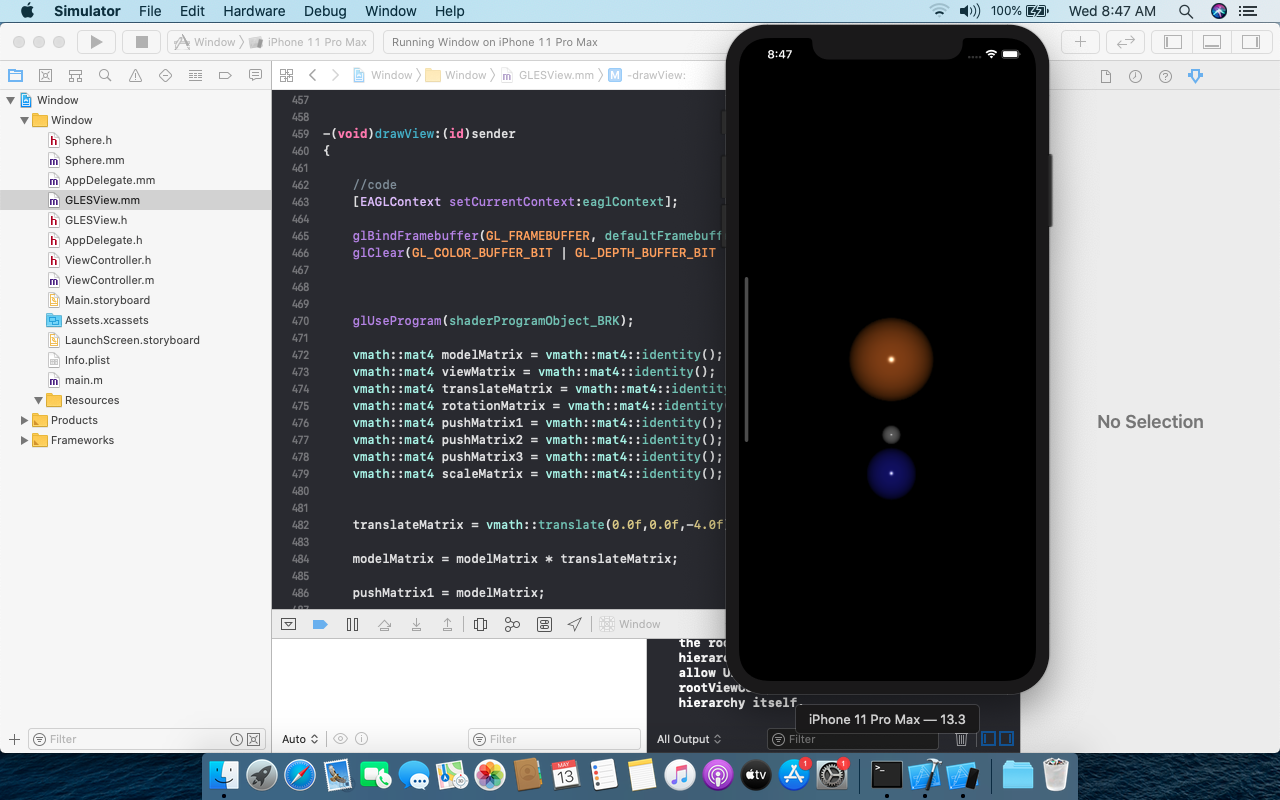 Simulator File Edit Hardware Debug Window Help 100% Wed 8:47 AM
Window iPhone 11 Pro Max Running Window on iPhone 11 Pro Max
Window Window GLESView.mm M -drawView:
Window
Window
h Sphere.h
m Sphere.mm
m AppDelegate.mm
m GLESView.mm
h GLESView.h
h AppDelegate.h
h ViewController.h
m ViewController.m
Main.storyboard
Assets.xcassets
LaunchScreen.storyboard
Info.plist
m main.m
Resources
Products
Frameworks
Filter
457
458
459 -(void)drawView:(id)sender
460 {
461
462 //code
463 [EAGLContext setCurrentContext:eaglContext];
464
465 glBindFramebuffer(GL_FRAMEBUFFER, defaultFramebuff
466 glClear(GL_COLOR_BUFFER_BIT | GL_DEPTH_BUFFER_BIT
467
468
469
470 glUseProgram(shaderProgramObject_BRK);
471
472 vmath::mat4 modelMatrix = vmath::mat4::identity();
473 vmath::mat4 viewMatrix = vmath::mat4::identity();
474 vmath::mat4 translateMatrix = vmath::mat4::identity
475 vmath::mat4 rotationMatrix = vmath::mat4::identity
476 vmath::mat4 pushMatrix1 = vmath::mat4::identity();
477 vmath::mat4 pushMatrix2 = vmath::mat4::identity();
478 vmath::mat4 pushMatrix3 = vmath::mat4::identity();
479 vmath::mat4 scaleMatrix = vmath::mat4::identity();
480
481
482 translateMatrix = vmath::translate(0.0f,0.0f,-4.0f
483
484 modelMatrix = modelMatrix * translateMatrix;
485
486 pushMatrix1 = modelMatrix;
Window
Auto
Filter
the roo
hierarc
allow U
rootViewCo
hierarchy itself.
All Output
Filter
8:47
iPhone 11 Pro Max — 13.3
No Selection
MAY
13
tv
1
1